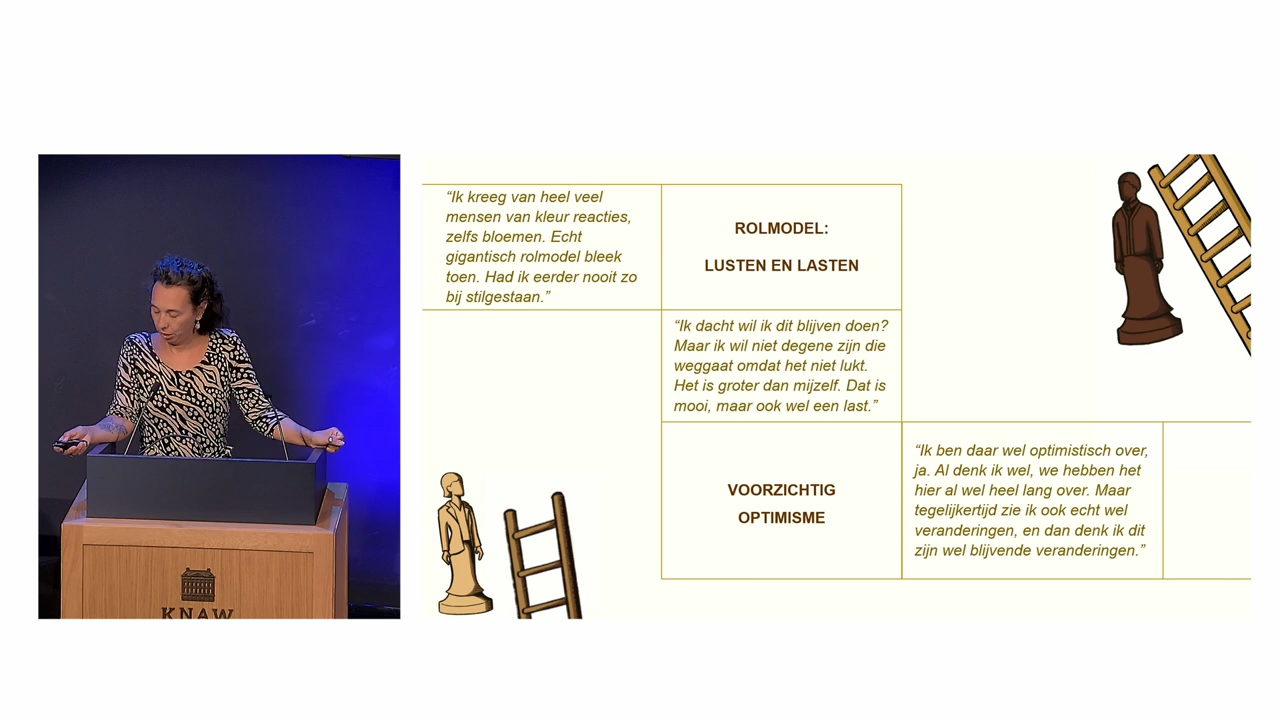 “Ik kreeg van heel veel
mensen van kleur reacties,
zelfs bloemen. Echt
gigantisch rolmodel bleek
toen. Had ik eerder nooit zo
bij stilgestaan.”
ROLMODEL:
LUSTEN EN LASTEN
“Ik dacht wil ik dit blijven doen?
Maar ik wil niet degene zijn die
weggaat omdat het niet lukt.
Het is groter dan mijzelf. Dat is
mooi, maar ook wel een last.”
VOORZICHTIG
OPTIMISME
“Ik ben daar wel optimistisch over,
ja. Al denk ik wel, we hebben het
hier al wel heel lang over. Maar
tegelijkertijd zie ik ook echt wel
veranderingen, en dan denk ik dit
zijn wel blijvende veranderingen.”
KNAW